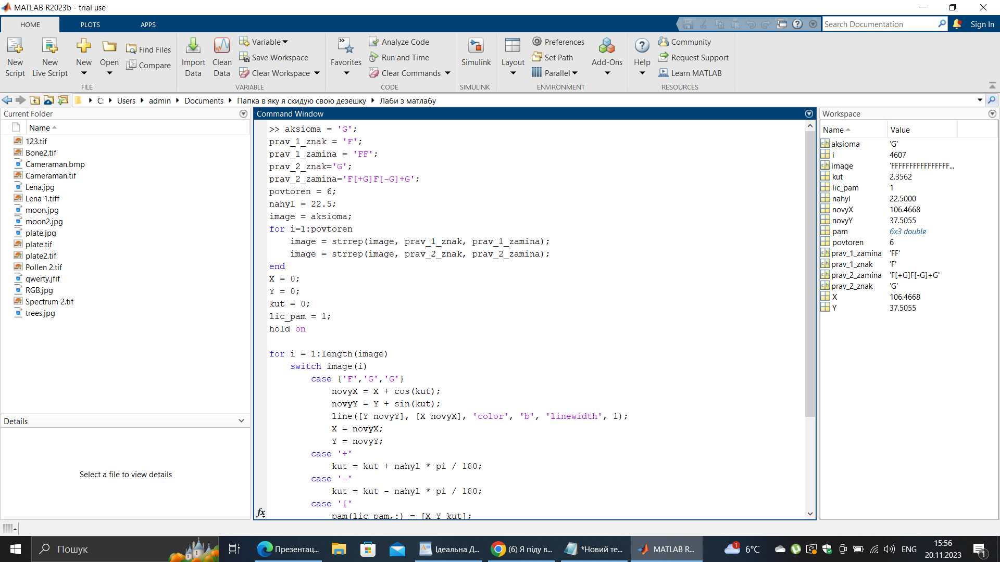 MATLAB R2023b - trial use
HOME
PLOTS
APPS
Search Documentation
Sign In
New Script
New Live Script
New
Open
Find Files
Compare
FILE
Import Data
Clean Data
Variable
Save Workspace
Clear Workspace
VARIABLE
Favorites
Analyze Code
Run and Time
Clear Commands
CODE
Simulink
SIMULINK
Layout
Preferences
Set Path
Parallel
Add-Ons
ENVIRONMENT
Help
Community
Request Support
Learn MATLAB
RESOURCES
C: Users admin Documents Папка в яку я скидую свою дезешку Лаби з матлабу
Current Folder
Name
123.tif
Bone2.tif
Cameraman.bmp
Cameraman.tif
Lena.jpg
Lena 1.tiff
moon.jpg
moon2.jpg
plate.jpg
plate.tif
plate2.tif
Pollen 2.tif
qwerty.jfif
RGB.jpg
Spectrum 2.tif
trees.jpg
Details
Select a file to view details
Command Window
>> aksioma = 'G';
prav_1_znak = 'F';
prav_1_zamina = 'FF';
prav_2_znak='G';
prav_2_zamina='F[+G]F[-G]+G';
povtoren = 6;
nahyl = 22.5;
image = aksioma;
for i=1:povtoren
    image = strrep(image, prav_1_znak, prav_1_zamina);
    image = strrep(image, prav_2_znak, prav_2_zamina);
end
X = 0;
Y = 0;
kut = 0;
lic_pam = 1;
hold on
for i = 1:length(image)
    switch image(i)
        case {'F','G','G'}
            novyX = X + cos(kut);
            novyY = Y + sin(kut);
            line([Y novyY], [X novyX], 'color', 'b', 'linewidth', 1);
            X = novyX;
            Y = novyY;
        case '+'
            kut = kut + nahyl * pi / 180;
        case '-'
            kut = kut - nahyl * pi / 180;
        case '['
            pam(lic_pam,:) = [X Y kut];
fx
Workspace
Name Value
aksioma 'G'
i 4607
image 'FFFFFFFFFFFFFFFF...
kut 2.3562
lic_pam 1
nahyl 22.5000
novyX 106.4668
novyY 37.5055
pam 6x3 double
povtoren 6
prav_1_zamina 'FF'
prav_1_znak 'F'
prav_2_zamina 'F[+G]F[-G]+G'
prav_2_znak 'G'
X 106.4668
Y 37.5055
Пошук
Презентац...
Ідеальна Д...
(6) Я піду в...
*Новий те...
MATLAB R...
1
6°C
ENG
15:56
20.11.2023
1